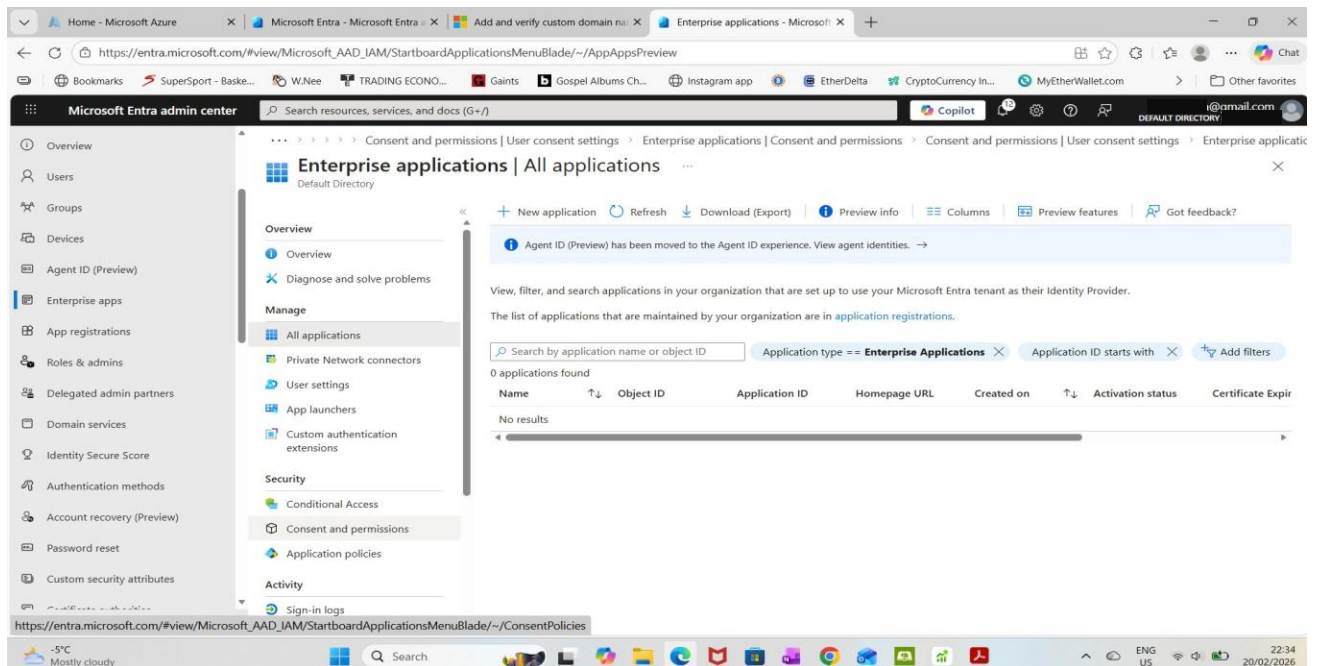 Home - Microsoft Azure
Microsoft Entra - Microsoft Entra
Add and verify custom domain na
Enterprise applications - Microsoft
https://entra.microsoft.com/#view/Microsoft_AAD_IAM/StartboardApplicationsMenuBlade/~/AppAppsPreview
Chat
Bookmarks
SuperSport - Baske...
W.Nee
TRADING ECONO...
Gaints
Gospel Albums Ch...
Instagram app
EtherDelta
CryptoCurrency In...
MyEtherWallet.com
Other favorites
Microsoft Entra admin center
Search resources, services, and docs (G+/)
Copilot
12
@gmail.com
DEFAULT DIRECTORY
Overview
Users
Groups
Devices
Agent ID (Preview)
Enterprise apps
App registrations
Roles & admins
Delegated admin partners
Domain services
Identity Secure Score
Authentication methods
Account recovery (Preview)
Password reset
Custom security attributes
... > > > > Consent and permissions | User consent settings > Enterprise applications | Consent and permissions > Consent and permissions | User consent settings > Enterprise applicatic
Enterprise applications | All applications ...
Default Directory
Overview
Overview
Diagnose and solve problems
Manage
All applications
Private Network connectors
User settings
App launchers
Custom authentication
extensions
Security
Conditional Access
Consent and permissions
Application policies
Activity
Sign-in logs
New application
Refresh
Download (Export)
Preview info
Columns
Preview features
Got feedback?
Agent ID (Preview) has been moved to the Agent ID experience. View agent identities. →
View, filter, and search applications in your organization that are set up to use your Microsoft Entra tenant as their Identity Provider.
The list of applications that are maintained by your organization are in application registrations.
Search by application name or object ID
Application type == Enterprise Applications
Application ID starts with
Add filters
0 applications found
Name
Object ID
Application ID
Homepage URL
Created on
Activation status
Certificate Expir
No results
https://entra.microsoft.com/#view/Microsoft_AAD_IAM/StartboardApplicationsMenuBlade/~/ConsentPolicies
-5°C
Mostly cloudy
Search
ENG
US
22:34
20/02/2026